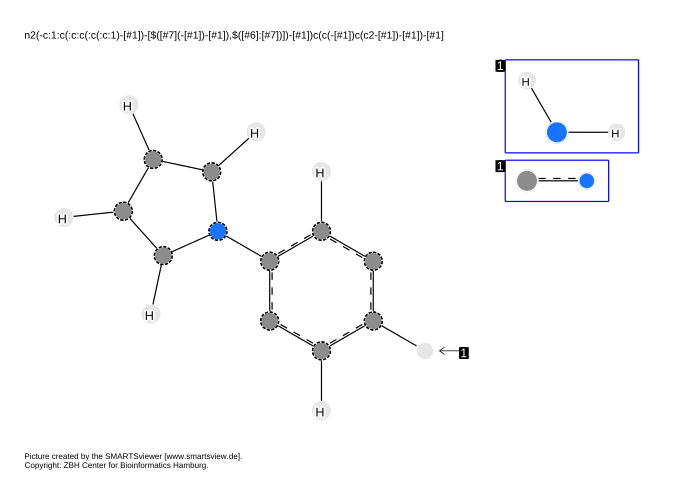 n2(-c:1:c(:c:c(:c(:c:1)-[#1])-[$([#7](-[#1])-[#1]),$([#6]:[#7])])-[#1])c(c(-[#1])c(c2-[#1])-[#1])-[#1]
1
H
H
H
H
1
H
H
H
1
H
H
Picture created by the SMARTSviewer [www.smartsview.de].
Copyright: ZBH Center for Bioinformatics Hamburg.